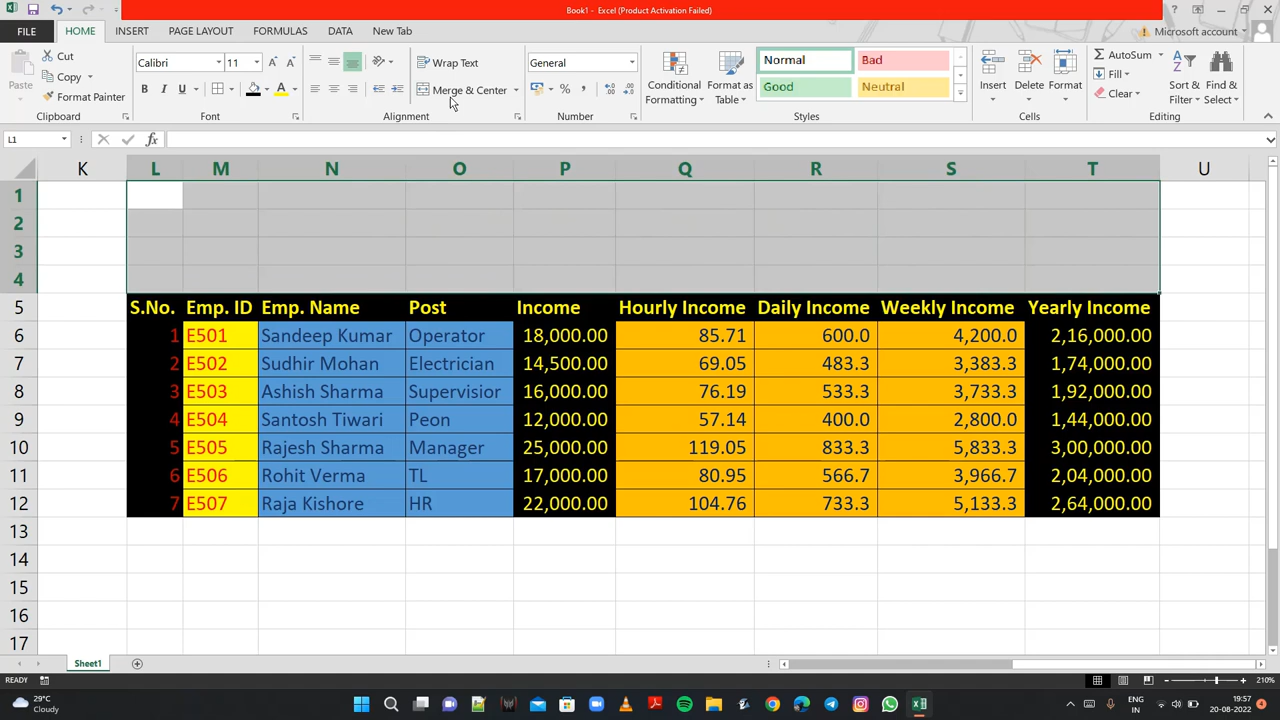 Book1 - Excel (Product Activation Failed)
FILE HOME INSERT PAGE LAYOUT FORMULAS DATA New Tab Microsoft account
Paste Cut Copy Format Painter
Calibri 11 B I U A A A
Wrap Text Merge & Center
General % ,
Conditional Formatting Format as Table Normal Bad Good Neutral
Insert Delete Format
AutoSum Fill Clear Sort & Filter Find & Select
Clipboard Font Alignment Number Styles Cells Editing
L1 fx
K L M N O P Q R S T U
1
2
3
4
5 S.No. Emp. ID Emp. Name Post Income Hourly Income Daily Income Weekly Income Yearly Income
6 1 E501 Sandeep Kumar Operator 18,000.00 85.71 600.0 4,200.0 2,16,000.00
7 2 E502 Sudhir Mohan Electrician 14,500.00 69.05 483.3 3,383.3 1,74,000.00
8 3 E503 Ashish Sharma Supervisior 16,000.00 76.19 533.3 3,733.3 1,92,000.00
9 4 E504 Santosh Tiwari Peon 12,000.00 57.14 400.0 2,800.0 1,44,000.00
10 5 E505 Rajesh Sharma Manager 25,000.00 119.05 833.3 5,833.3 3,00,000.00
11 6 E506 Rohit Verma TL 17,000.00 80.95 566.7 3,966.7 2,04,000.00
12 7 E507 Raja Kishore HR 22,000.00 104.76 733.3 5,133.3 2,64,000.00
13
14
15
16
17
Sheet1
READY 210%
29°C Cloudy ENG IN 19:57 20-08-2022